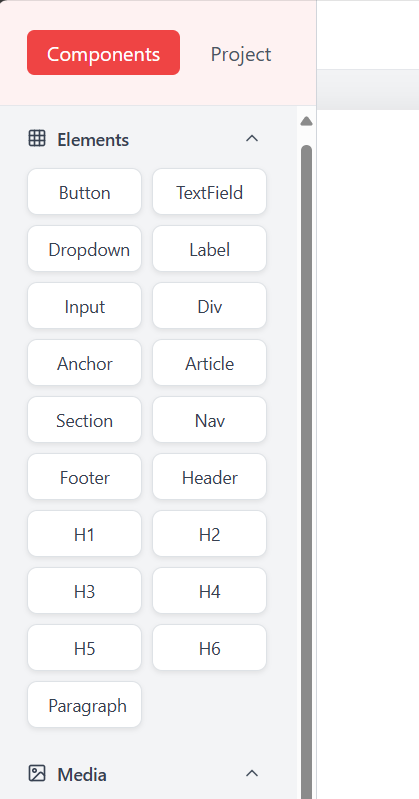 Components Project
Elements
Button TextField
Dropdown Label
Input Div
Anchor Article
Section Nav
Footer Header
H1 H2
H3 H4
H5 H6
Paragraph
Media